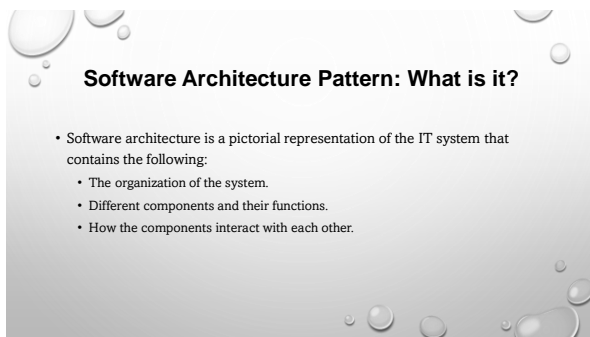 Software Architecture Pattern: What is it?
• Software architecture is a pictorial representation of the IT system that
contains the following:
• The organization of the system.
• Different components and their functions.
• How the components interact with each other.